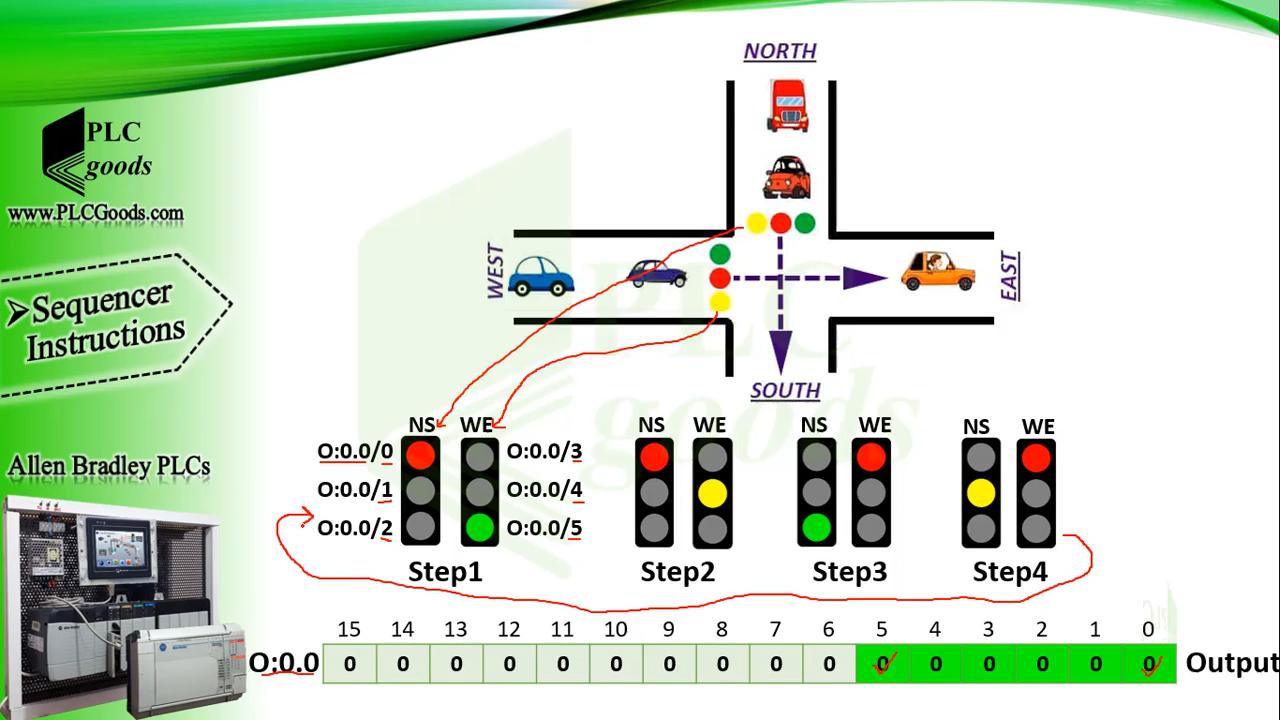 NORTH
PLC
goods
www.PLCGoods.com
WEST
EAST
Sequencer
Instructions
PLC
goods
SOUTH
NS WE NS WE NS WE NS WE
O:0.0/0 O:0.0/3
O:0.0/1 O:0.0/4
O:0.0/2 O:0.0/5
Allen Bradley PLCs
Step1 Step2 Step3 Step4
15 14 13 12 11 10 9 8 7 6 5 4 3 2 1 0
O:0.0 0 0 0 0 0 0 0 0 0 0 0 0 0 0 0 0 Output